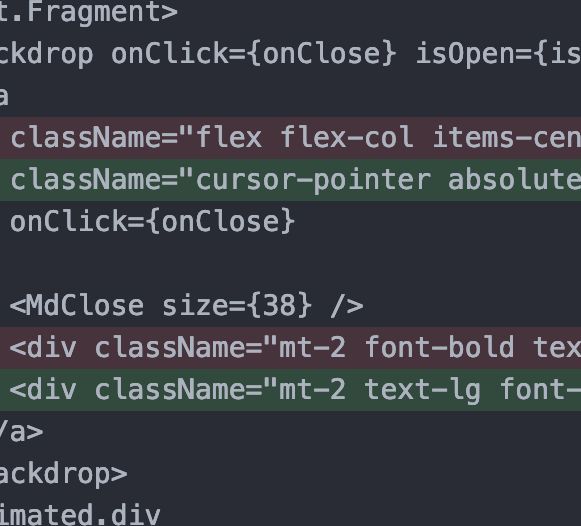 t.Fragment>
ckdrop onClick={onClose} isOpen={is
a
className="flex flex-col items-cen
className="cursor-pointer absolute
onClick={onClose}
<MdClose size={38} />
<div className="mt-2 font-bold tex
<div className="mt-2 text-lg font-
/a>
ackdrop>
imated.div